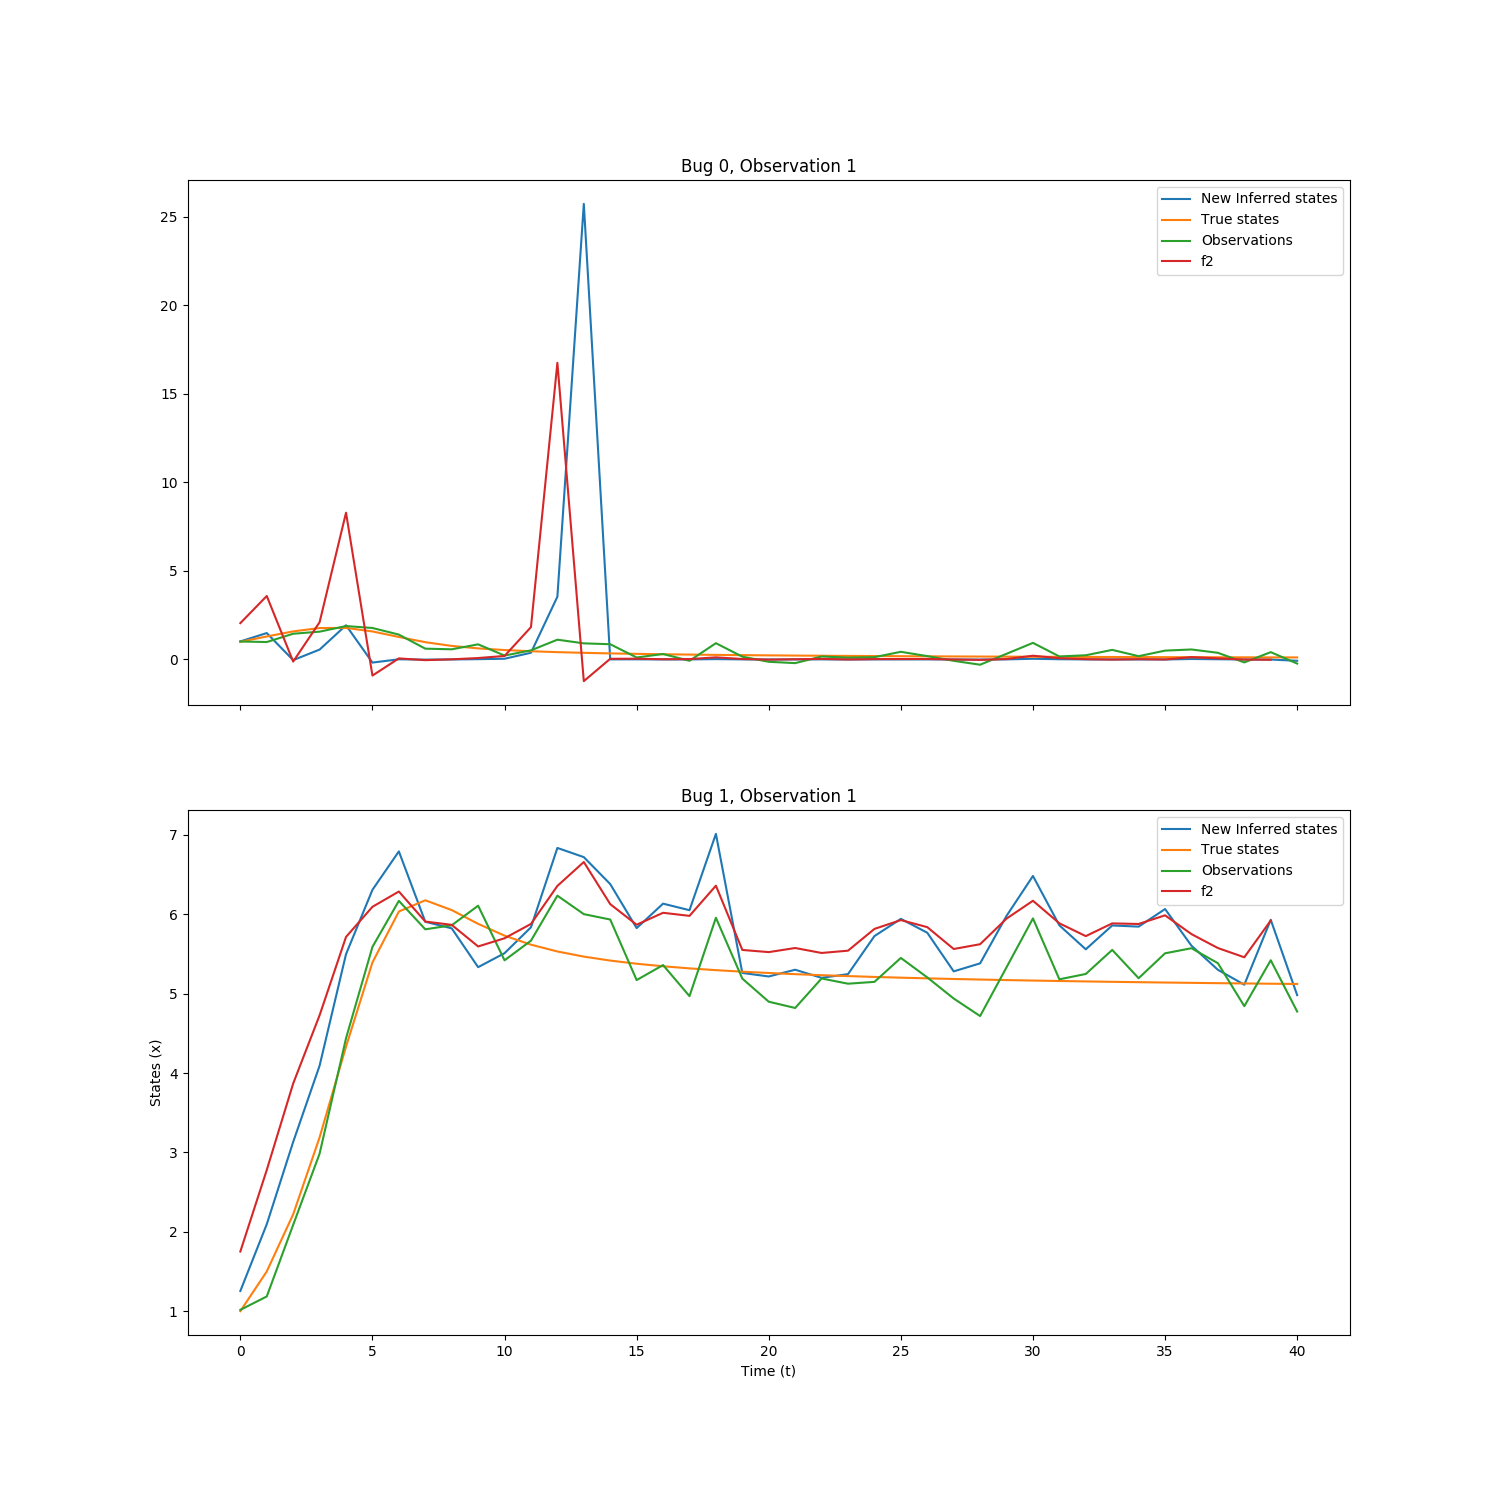 Bug 0, Observation 1
New Inferred states
True states
Observations
f2
25
20
15
10
5
0
Bug 1, Observation 1
New Inferred states
True states
Observations
f2
7
6
5
4
3
2
1
States (x)
0 5 10 15 20 25 30 35 40
Time (t)